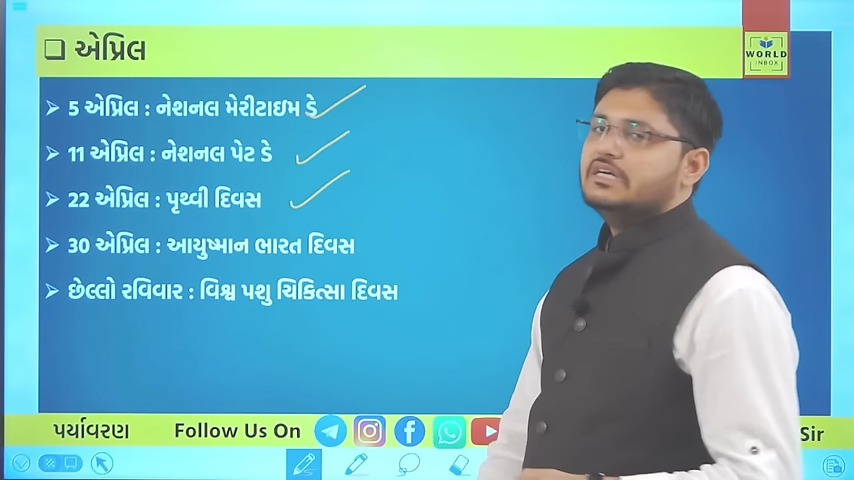 ❑ એપ્રિલ
WORLD
INBOX
➢ 5 એપ્રિલ : નેશનલ મેરીટાઇમ ડે
➢ 11 એપ્રિલ : નેશનલ પેટ ડે
➢ 22 એપ્રિલ : પૃથ્વી દિવસ
➢ 30 એપ્રિલ : આયુષ્માન ભારત દિવસ
➢ છેલ્લો રવિવાર : વિશ્વ પશુ ચિકિત્સા દિવસ
પર્યાવરણ Follow Us On Sir